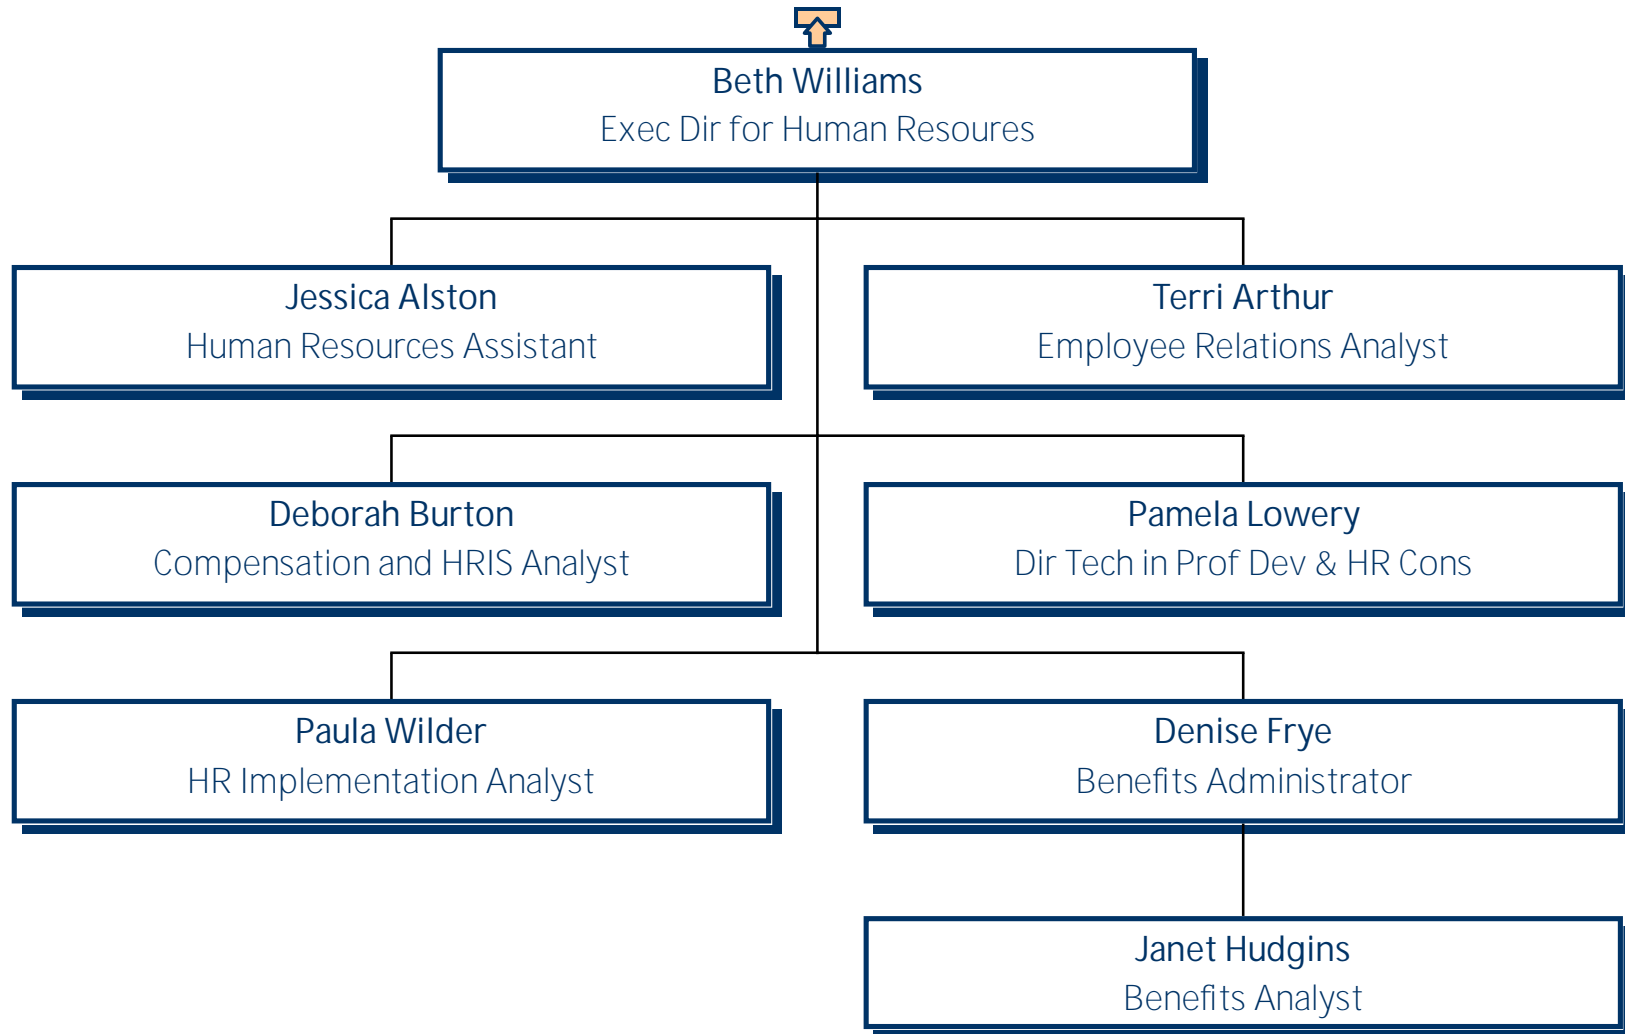 Beth Williams
Exec Dir for Human Resoures
Jessica Alston
Human Resources Assistant
Terri Arthur
Employee Relations Analyst
Deborah Burton
Compensation and HRIS Analyst
Pamela Lowery
Dir Tech in Prof Dev & HR Cons
Paula Wilder
HR Implementation Analyst
Denise Frye
Benefits Administrator
Janet Hudgins
Benefits Analyst